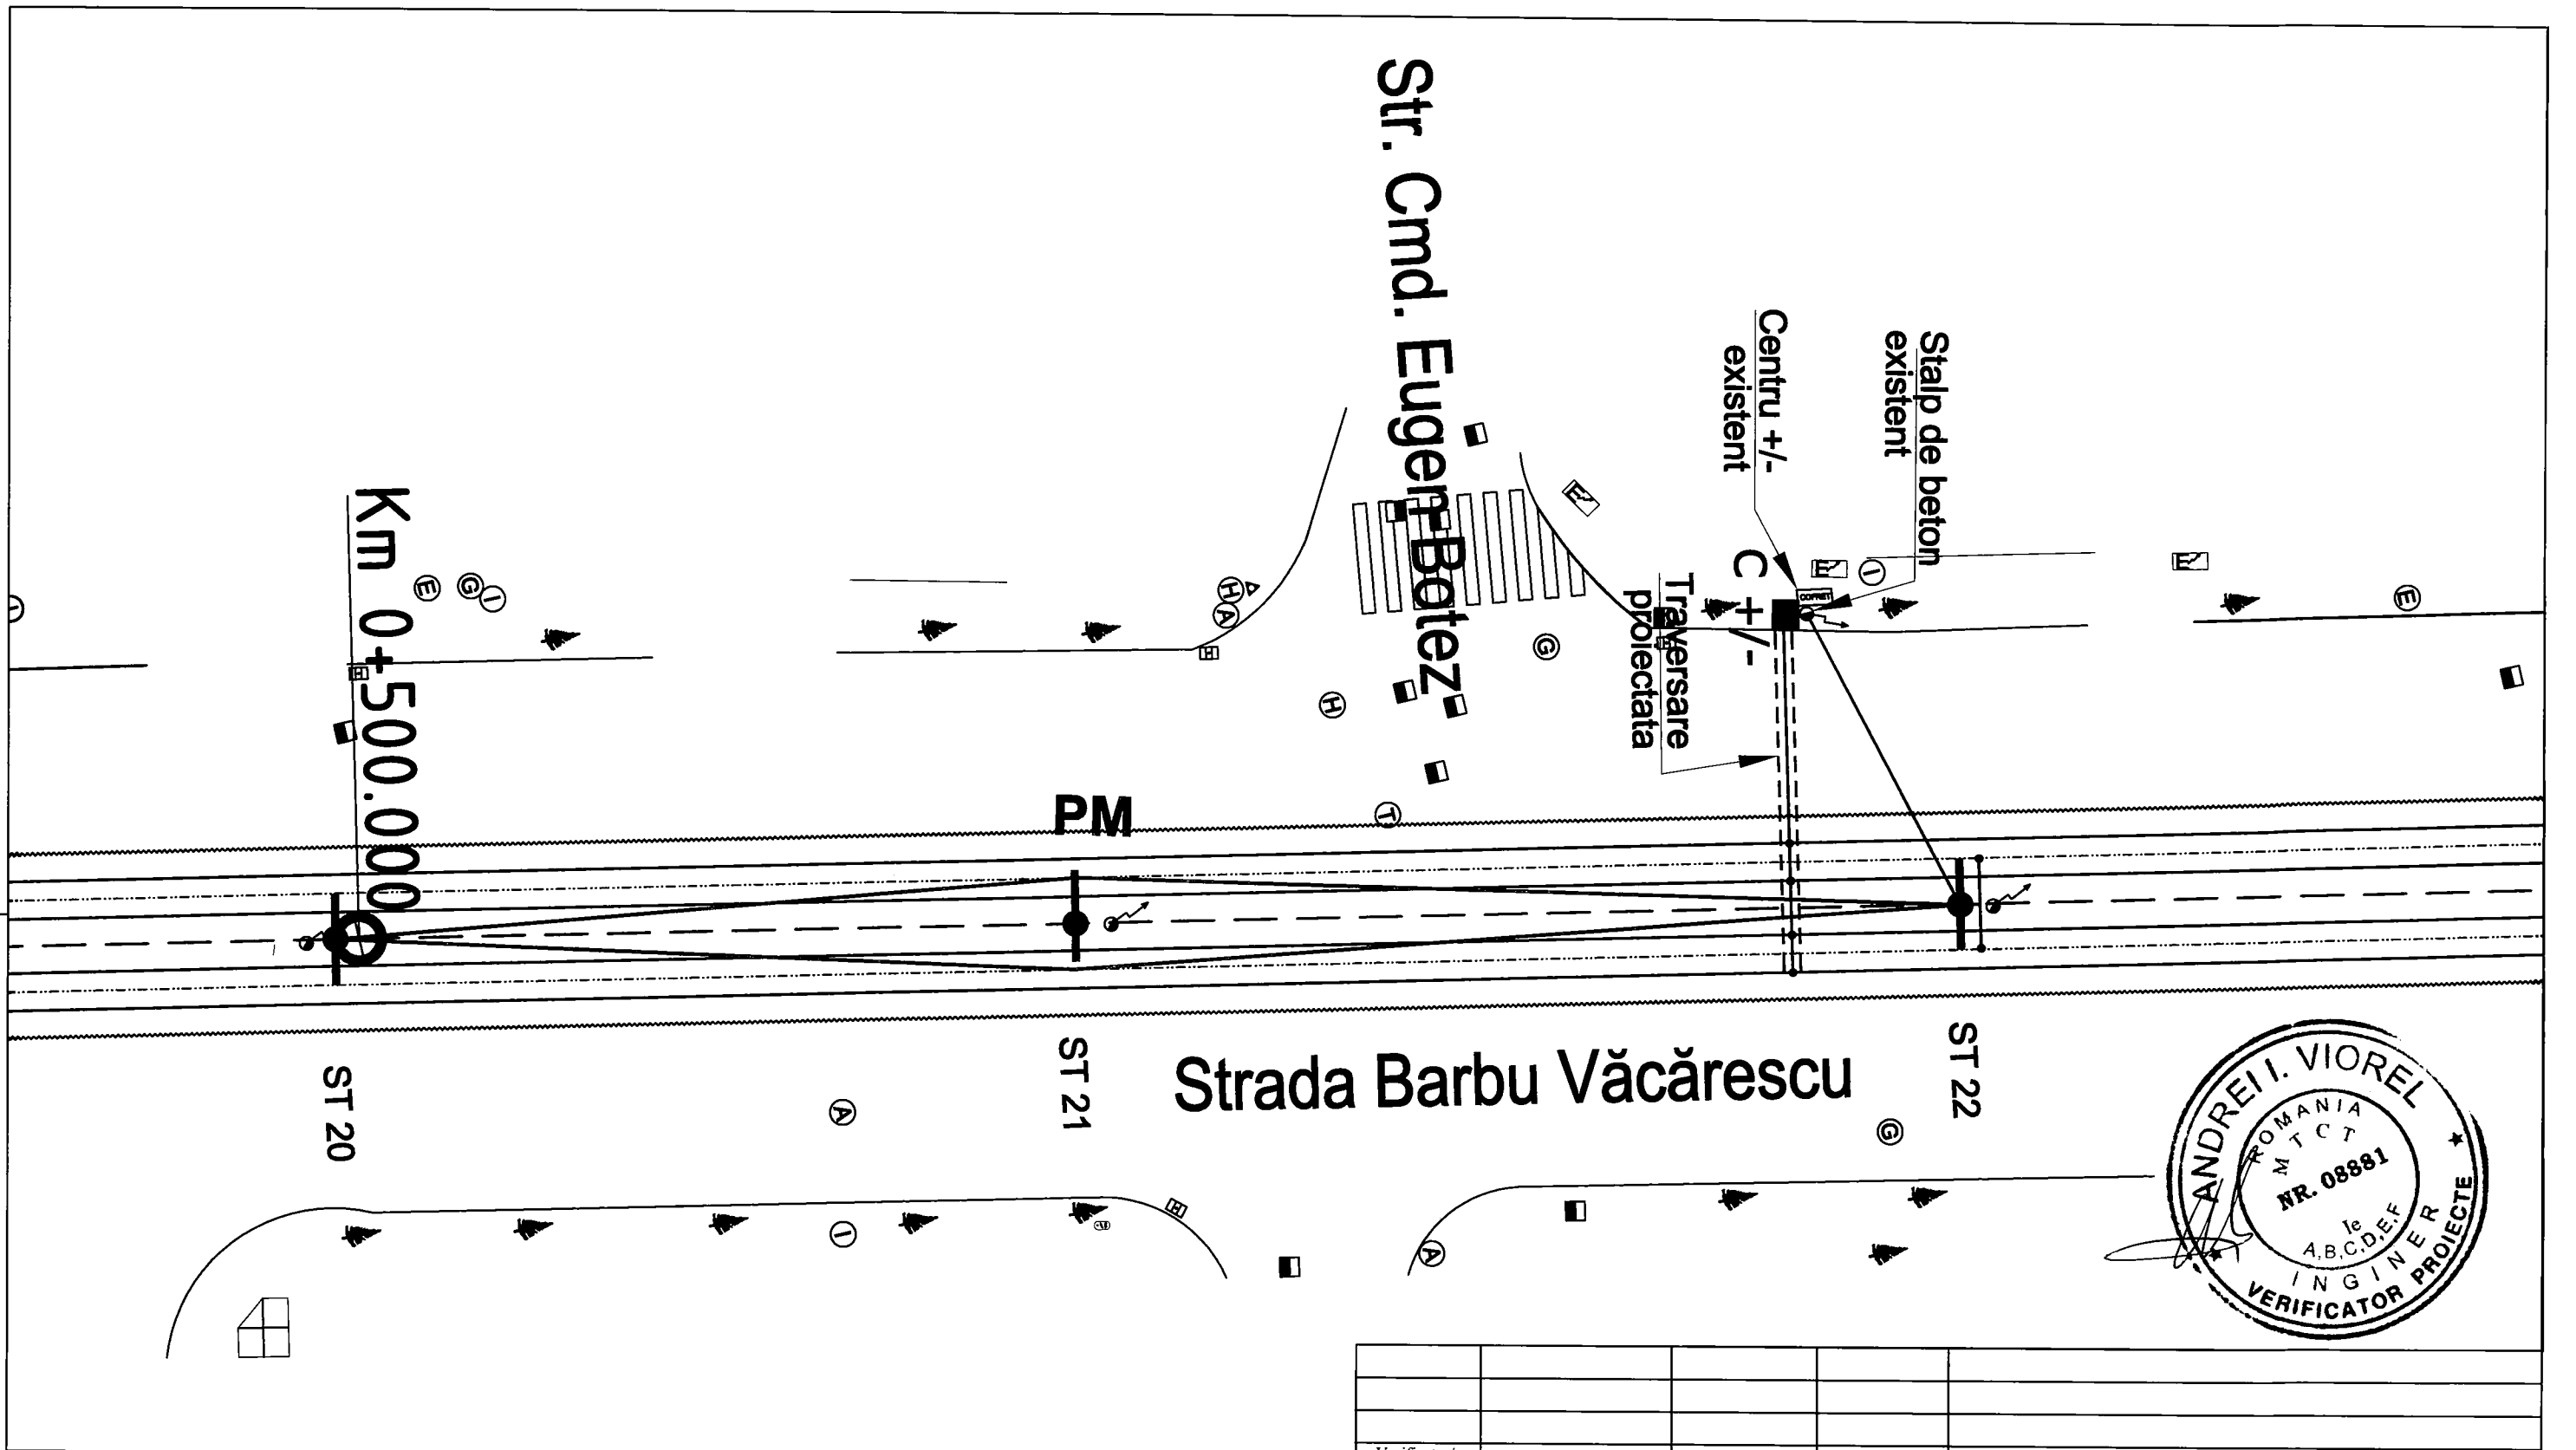 Str. Cmd. Eugen Botez
Stalp de beton
existent
Centru +/-
existent
C +/-
COFRET
Traversare
proiectata
Km 0+500.000
E
G
I
H
A
E
E
I
E
E
H
H
G
H
H
T
PM
ST 20
ST 21
ST 22
Strada Barbu Văcărescu
A
G
H
I
A
ANDREI I. VIOREL
ROMANIA
M T C T
NR. 08881
Ie
A,B,C,D,E,F
INGINER
VERIFICATOR PROIECTE